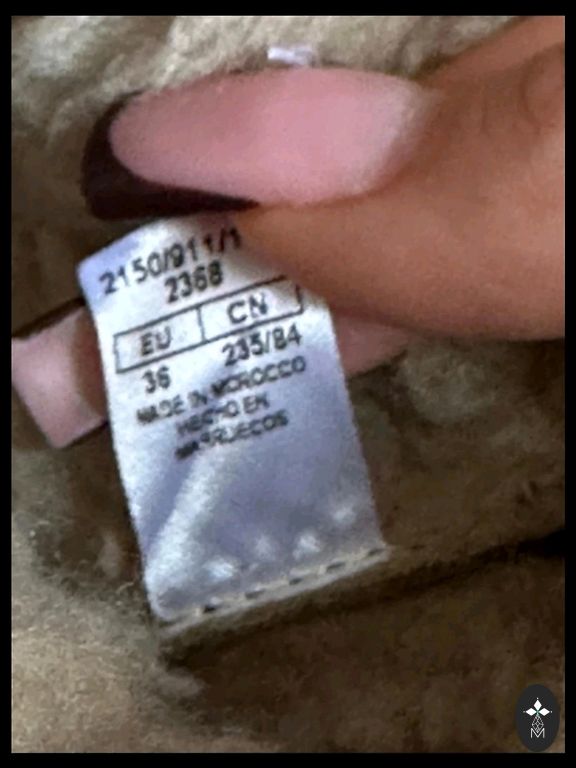 2150/911/1
2368
EU CN
36 235/84
MADE IN MOROCCO
HECHO EN
MARRUECOS
M